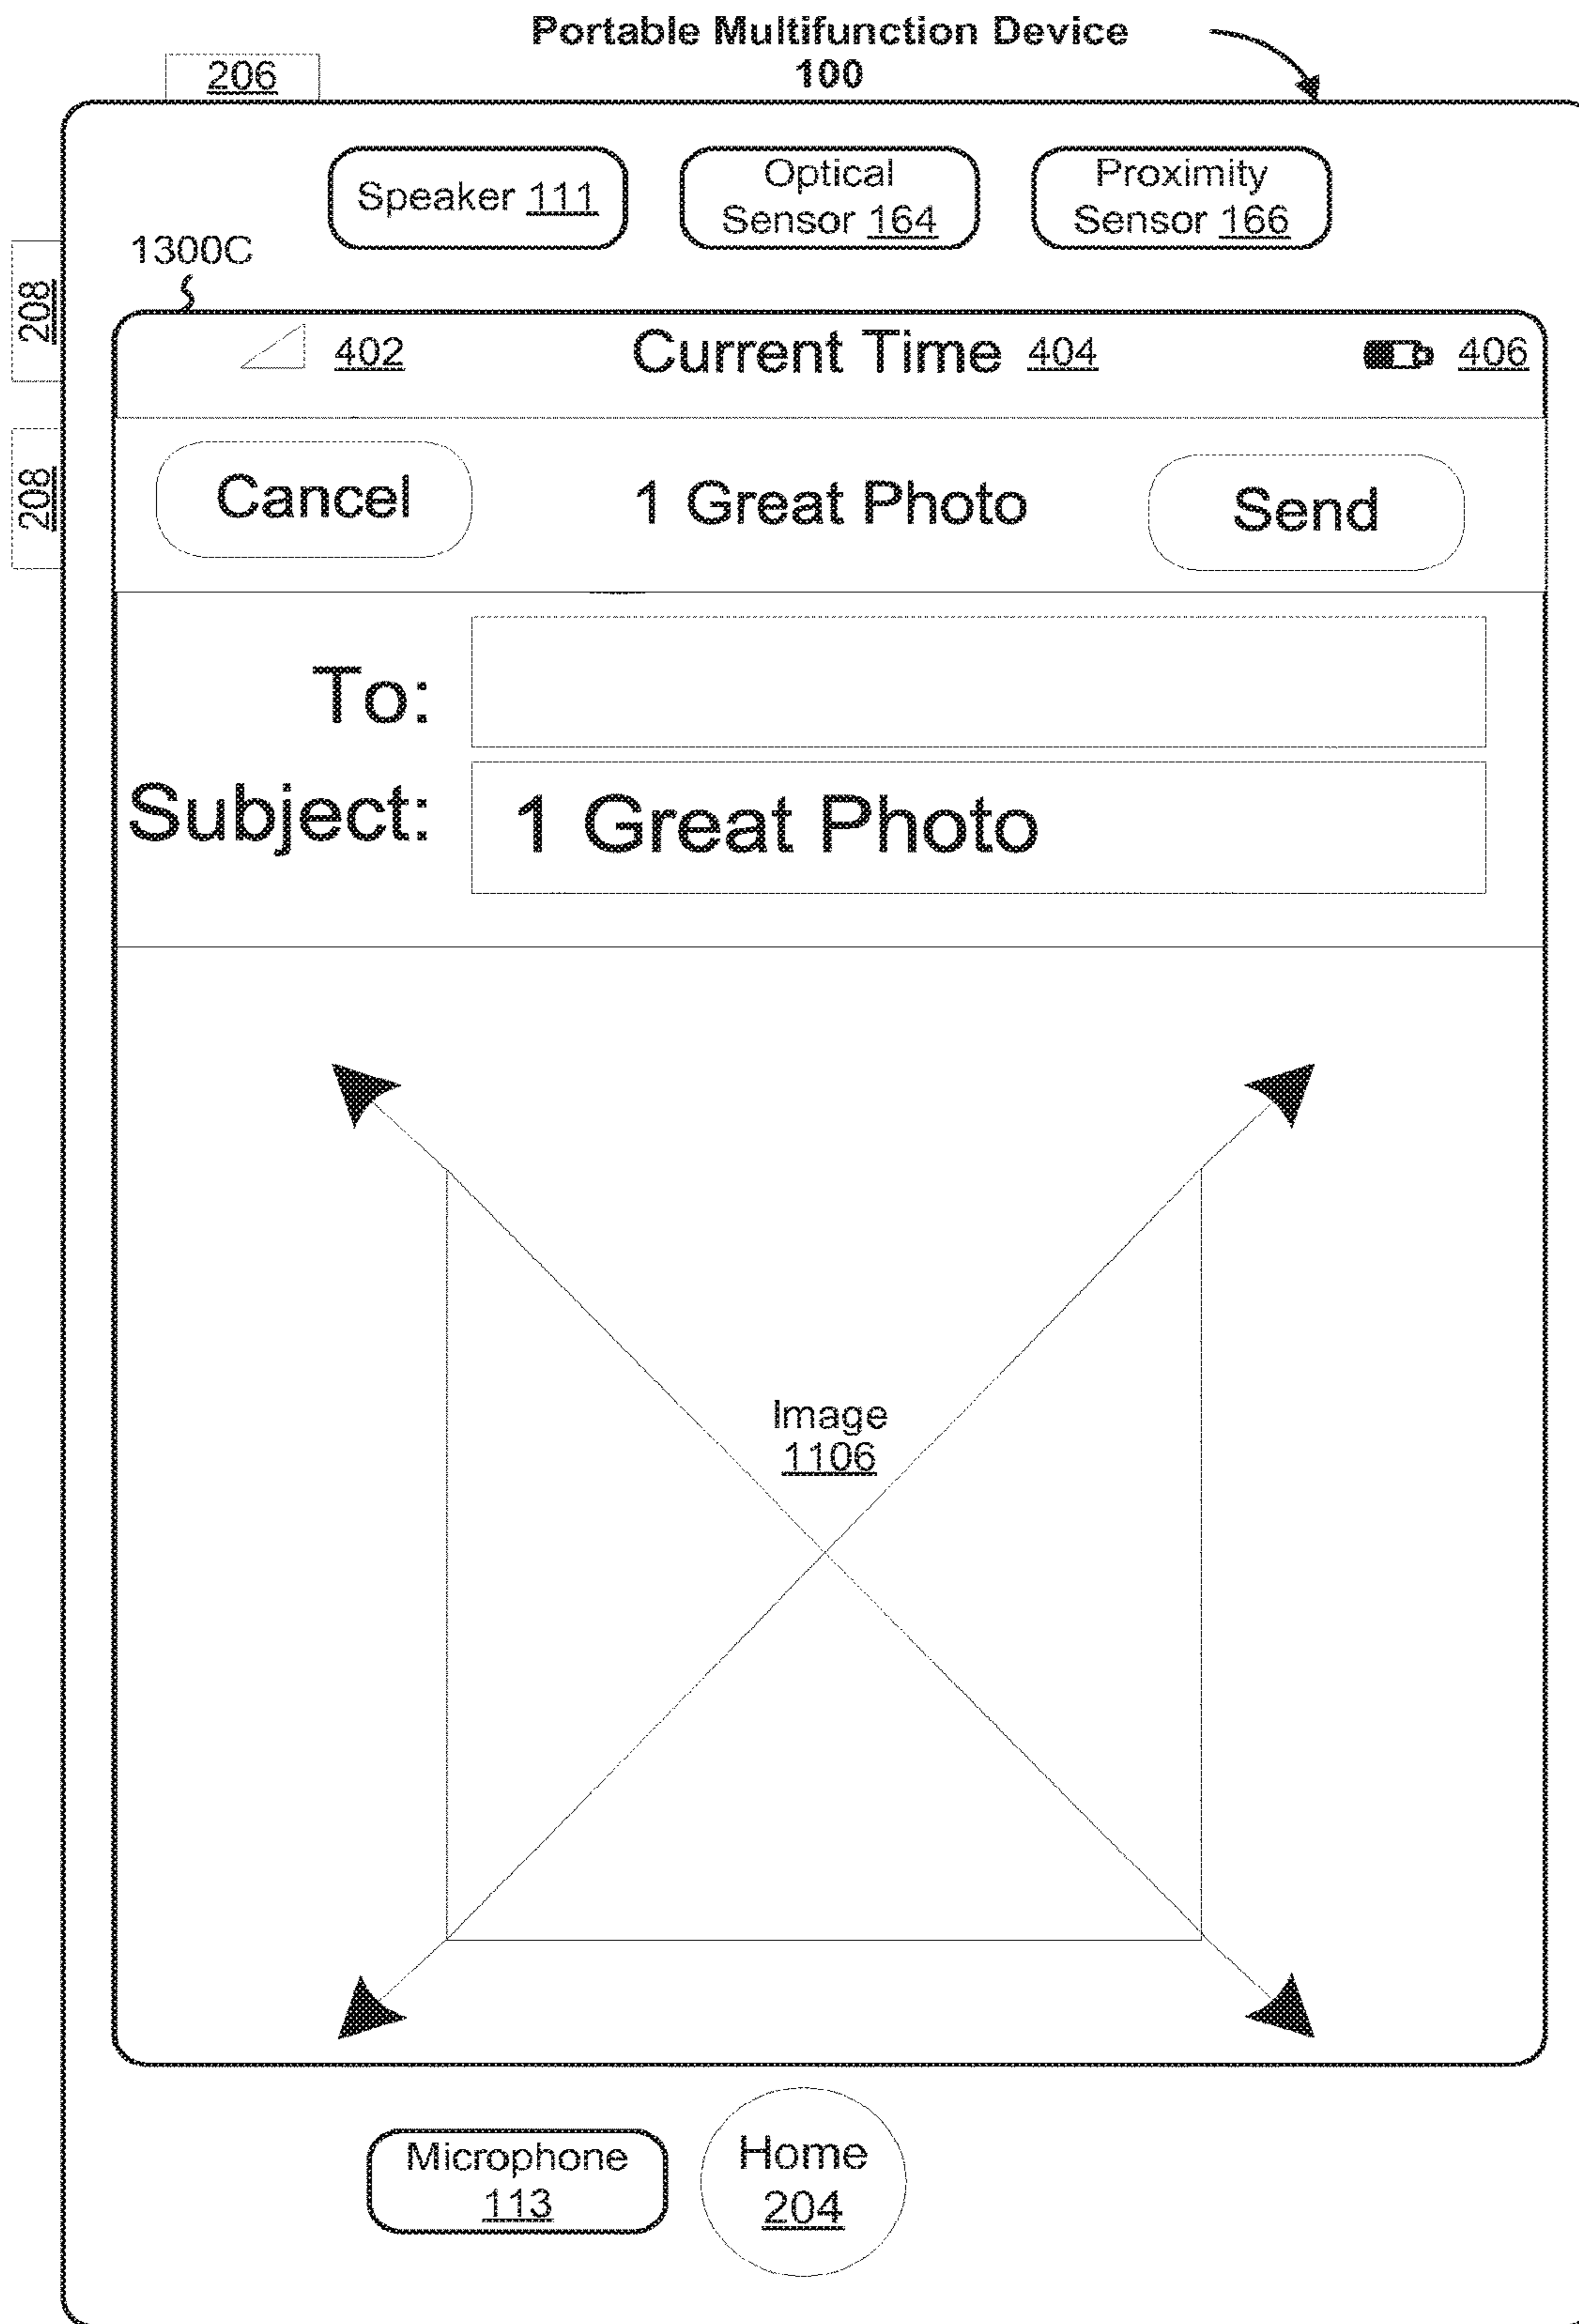 Portable Multifunction Device
100
206
Speaker 111
Optical
Sensor 164
Proximity
Sensor 166
1300C
208
208
402
Current Time 404
406
Cancel
1 Great Photo
Send
To:
Subject:
1 Great Photo
Image
1106
Microphone
113
Home
204